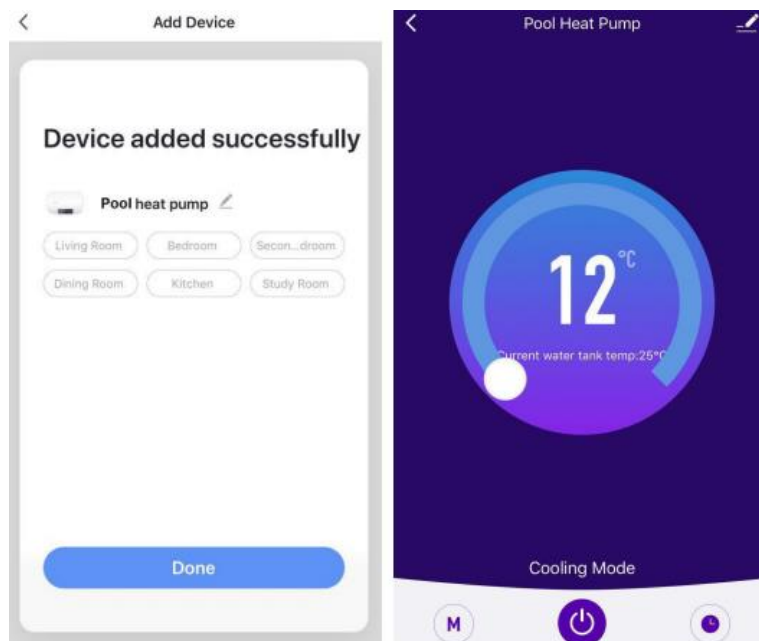 Add Device
Device added successfully
Pool heat pump
Living Room
Bedroom
Secon...droom
Dining Room
Kitchen
Study Room
Done
Pool Heat Pump
12°C
Current water tank temp:25°C
Cooling Mode
M